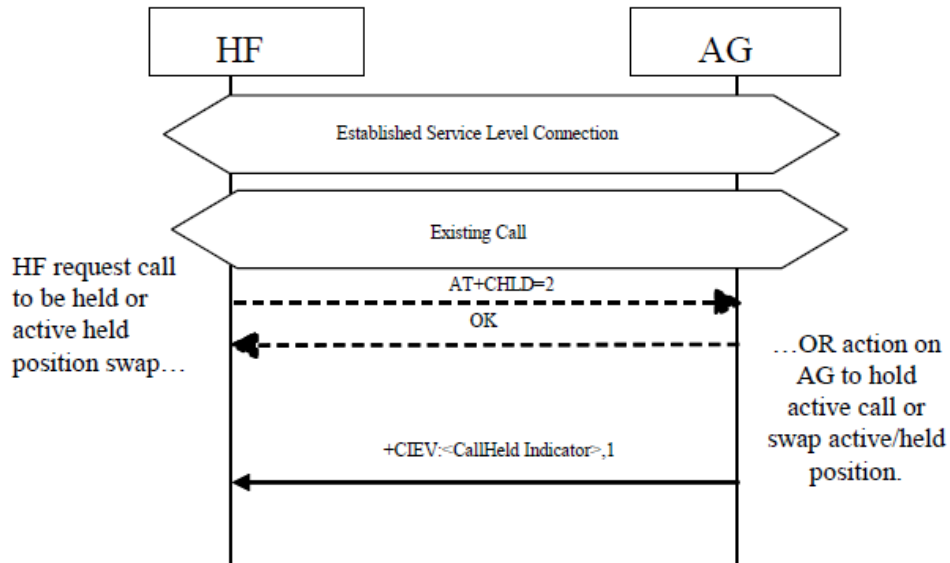 HF
AG
Established Service Level Connection
Existing Call
HF request call
to be held or
active held
position swap…
AT+CHLD=2
OK
…OR action on
AG to hold
active call or
swap active/held
position.
+CIEV:<CallHeld Indicator>,1